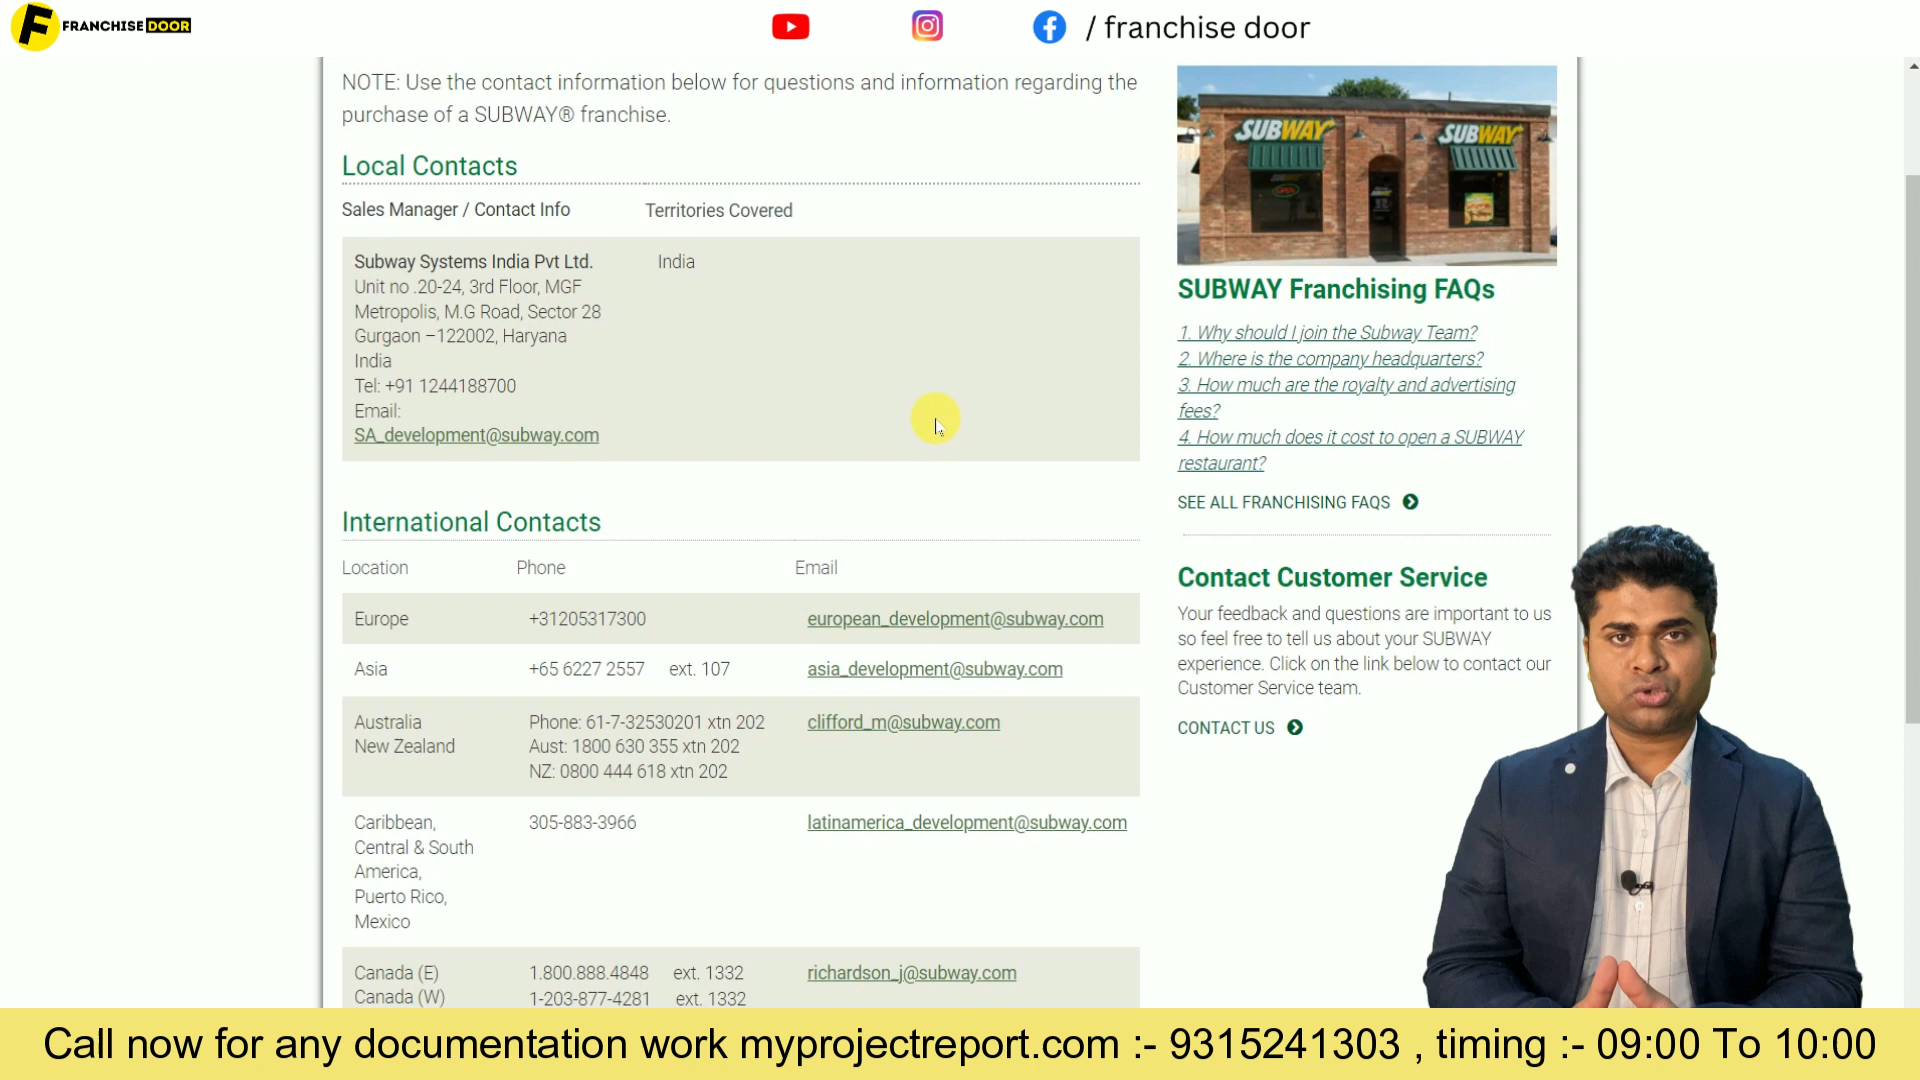 FRANCHISE DOOR
/ franchise door
NOTE: Use the contact information below for questions and information regarding the
purchase of a SUBWAY® franchise.
Local Contacts
Sales Manager / Contact Info
Territories Covered
Subway Systems India Pvt Ltd.
India
Unit no .20-24, 3rd Floor, MGF
Metropolis, M.G Road, Sector 28
Gurgaon –122002, Haryana
India
Tel: +91 1244188700
Email:
SA_development@subway.com
International Contacts
Location Phone Email
Europe +31205317300 european_development@subway.com
Asia +65 6227 2557 ext. 107 asia_development@subway.com
Australia Phone: 61-7-32530201 xtn 202 clifford_m@subway.com
New Zealand Aust: 1800 630 355 xtn 202
NZ: 0800 444 618 xtn 202
Caribbean, 305-883-3966 latinamerica_development@subway.com
Central & South
America,
Puerto Rico,
Mexico
Canada (E) 1.800.888.4848 ext. 1332 richardson_j@subway.com
Canada (W) 1-203-877-4281 ext. 1332
SUBWAY SUBWAY
OPEN
SUBWAY Franchising FAQs
1. Why should I join the Subway Team?
2. Where is the company headquarters?
3. How much are the royalty and advertising
fees?
4. How much does it cost to open a SUBWAY
restaurant?
SEE ALL FRANCHISING FAQS
Contact Customer Service
Your feedback and questions are important to us
so feel free to tell us about your SUBWAY
experience. Click on the link below to contact our
Customer Service team.
CONTACT US
Call now for any documentation work myprojectreport.com :- 9315241303 , timing :- 09:00 To 10:00